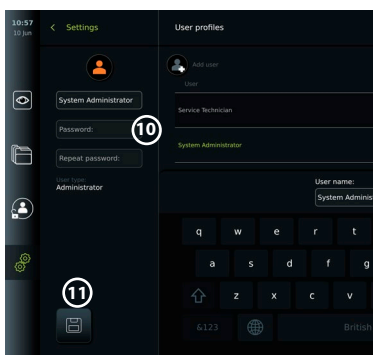 10:57
10 Jun
Settings
User profiles
Add user
User
System Administrator
Service Technician
Password:
10
System Administrator
Repeat password:
User type:
Administrator
User name:
System Adminis
q w e r t
a s d f g
11
z x c v
&123
British